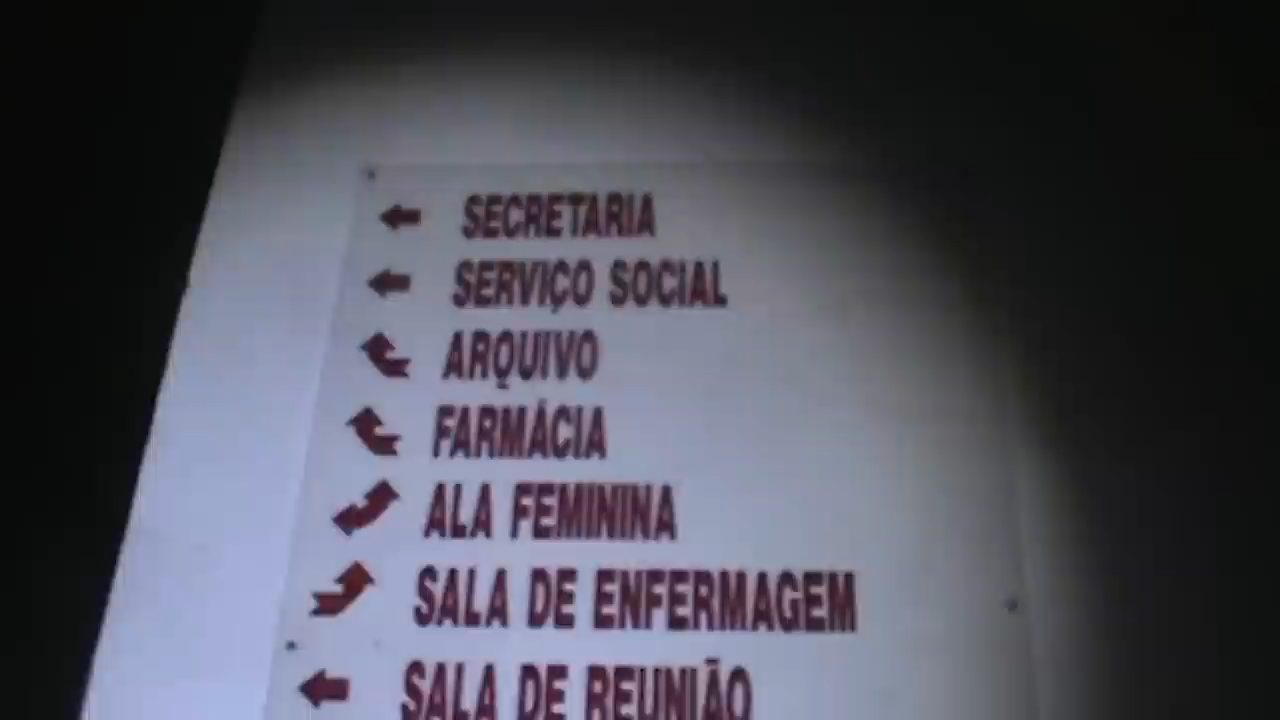 SECRETARIA
SERVIÇO SOCIAL
ARQUIVO
FARMÁCIA
ALA FEMININA
SALA DE ENFERMAGEM
SALA DE REUNIÃO